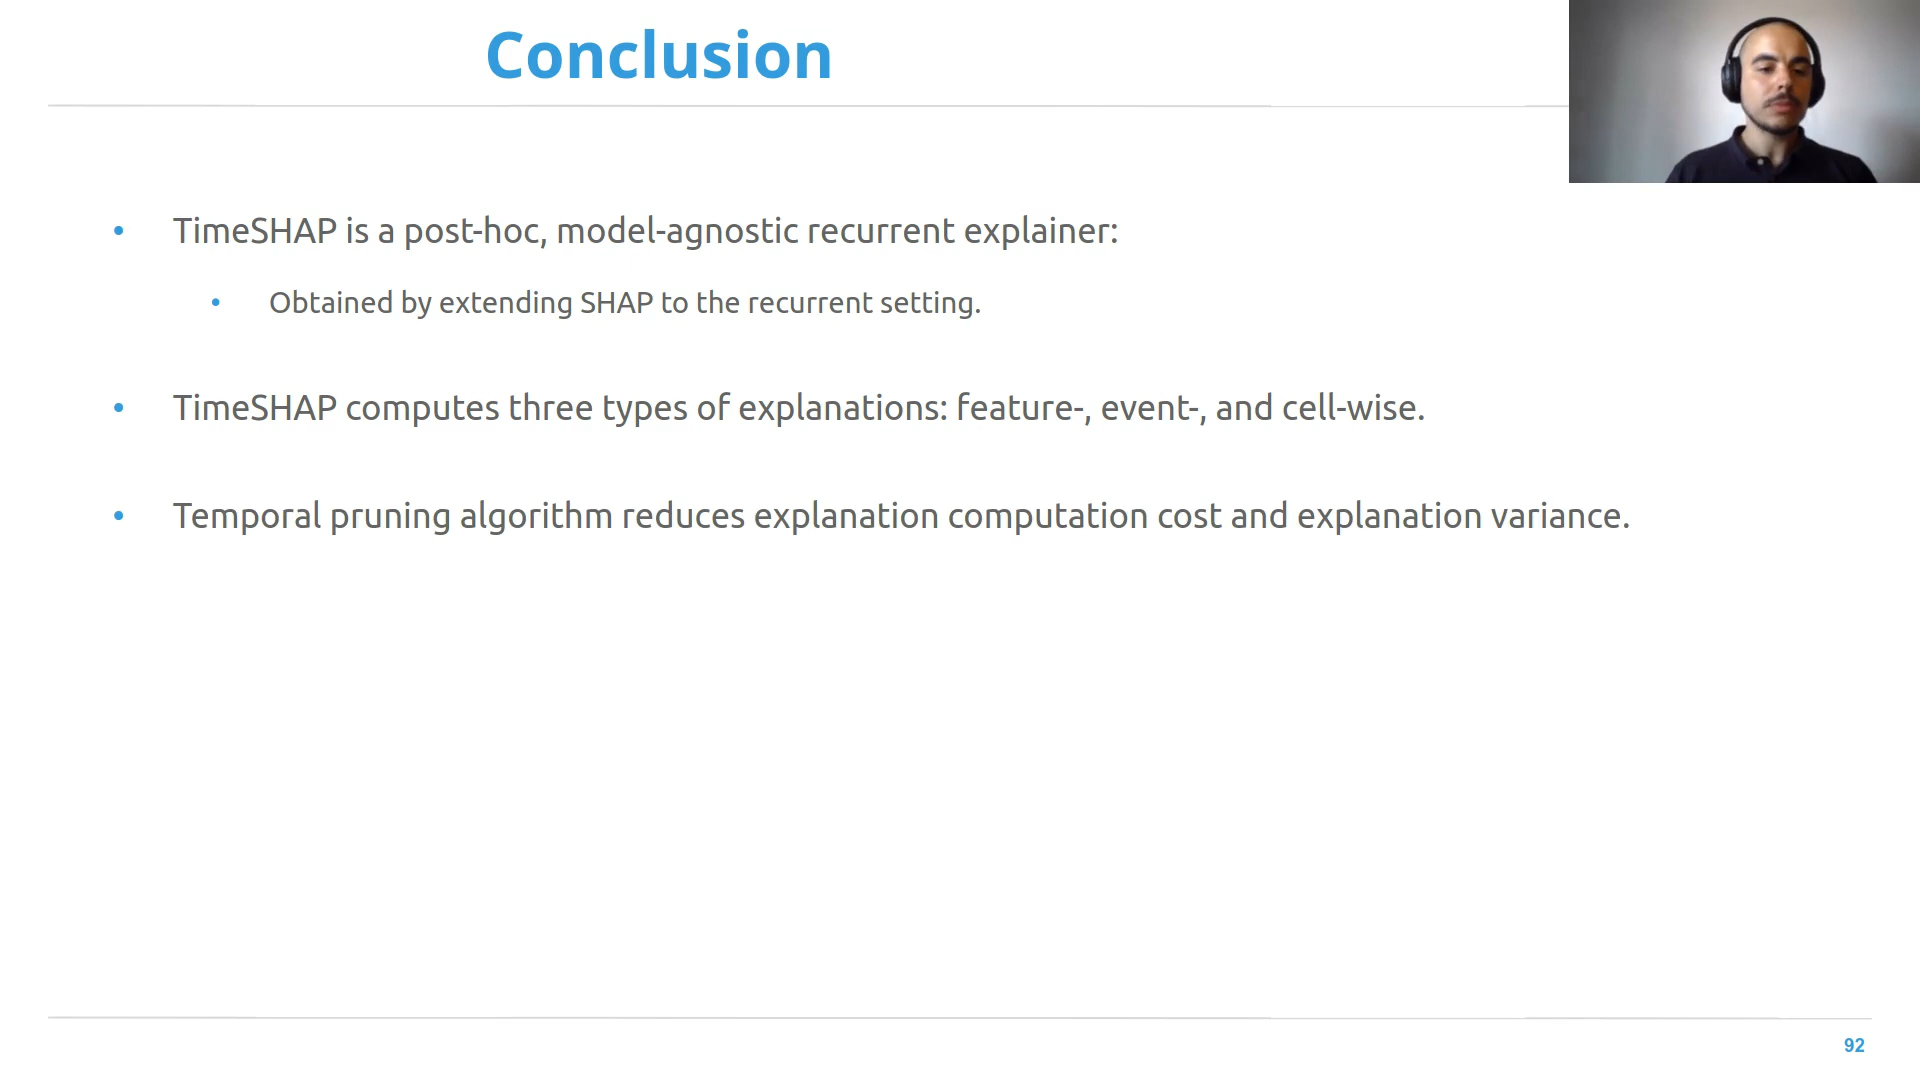 Conclusion
• TimeSHAP is a post-hoc, model-agnostic recurrent explainer:
• Obtained by extending SHAP to the recurrent setting.
• TimeSHAP computes three types of explanations: feature-, event-, and cell-wise.
• Temporal pruning algorithm reduces explanation computation cost and explanation variance.
92